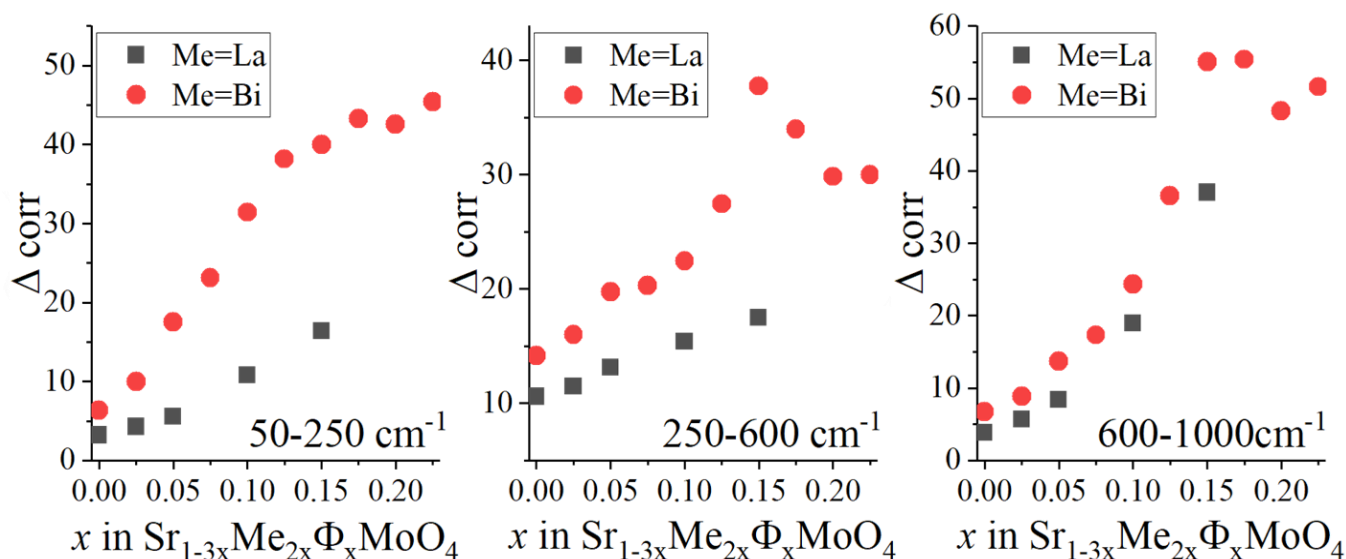 Me=La
Me=Bi
Δ corr
50
40
30
20
10
0
0.00 0.05 0.10 0.15 0.20
50-250 cm⁻¹
x in Sr₁₋₃ₓMe₂ₓΦₓMoO₄
Me=La
Me=Bi
Δ corr
40
30
20
10
0.00 0.05 0.10 0.15 0.20
250-600 cm⁻¹
x in Sr₁₋₃ₓMe₂ₓΦₓMoO₄
Me=La
Me=Bi
Δ corr
60
50
40
30
20
10
0
0.00 0.05 0.10 0.15 0.20
600-1000cm⁻¹
x in Sr₁₋₃ₓMe₂ₓΦₓMoO₄